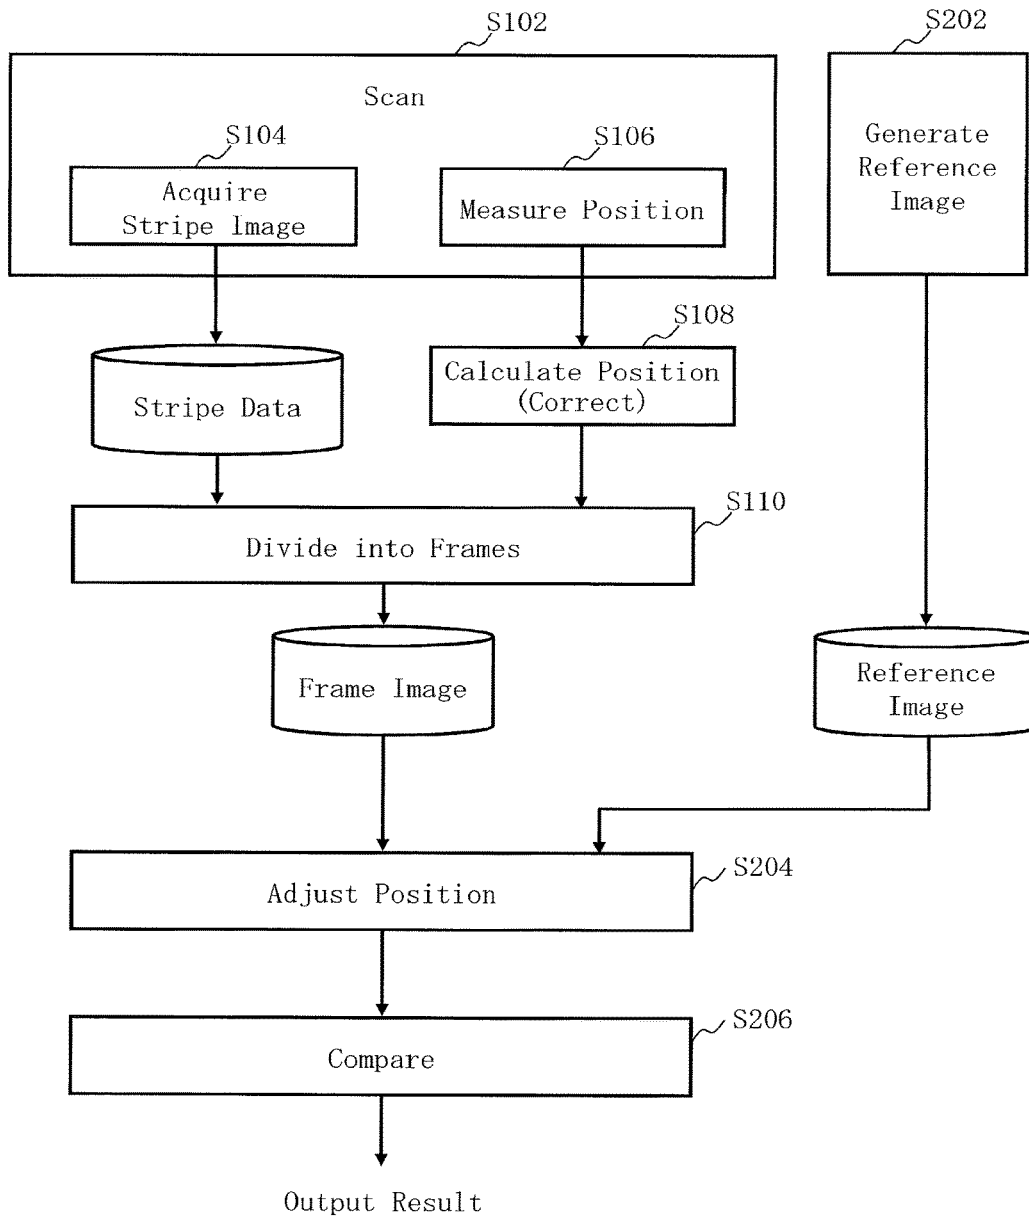 S102
S202
Scan
Generate
Reference
Image
S104
S106
Acquire
Stripe Image
Measure Position
S108
Stripe Data
Calculate Position
(Correct)
S110
Divide into Frames
Frame Image
Reference
Image
S204
Adjust Position
S206
Compare
Output Result